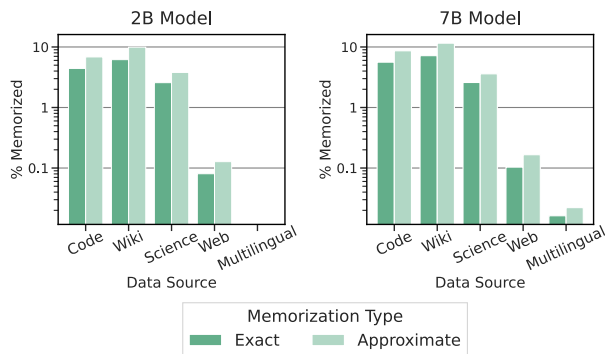 2B Model
% Memorized
10
1
0.1
Code
Wiki
Science
Web
Multilingual
Data Source
7B Model
% Memorized
10
1
0.1
Code
Wiki
Science
Web
Multilingual
Data Source
Memorization Type
Exact
Approximate